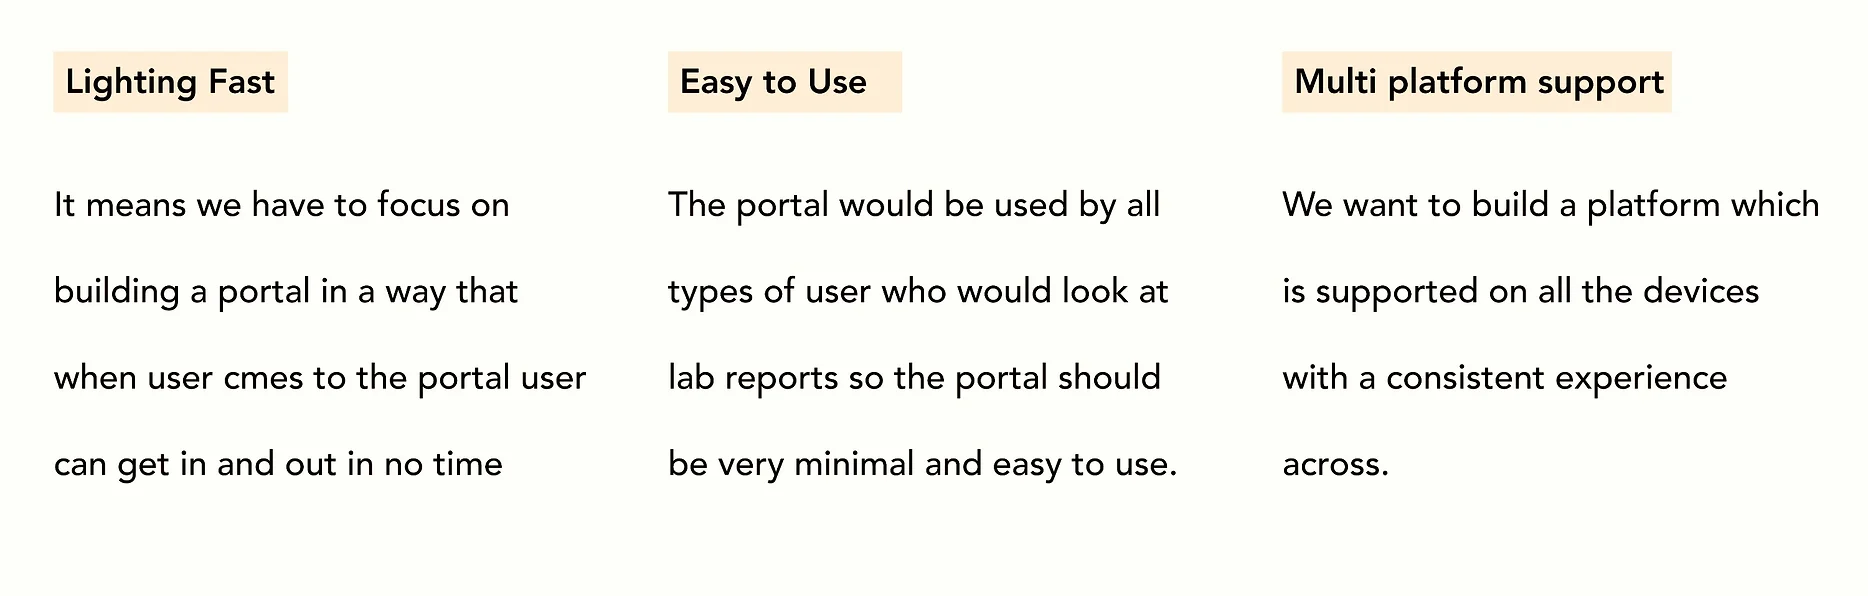 Lighting Fast
It means we have to focus on
building a portal in a way that
when user cmes to the portal user
can get in and out in no time
Easy to Use
The portal would be used by all
types of user who would look at
lab reports so the portal should
be very minimal and easy to use.
Multi platform support
We want to build a platform which
is supported on all the devices
with a consistent experience
across.